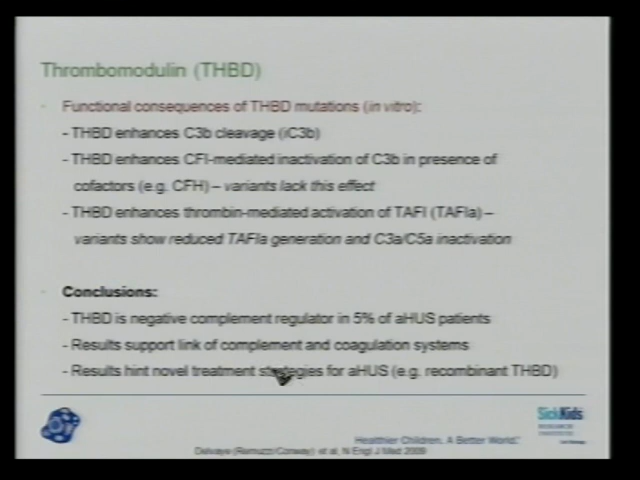 Thrombomodulin (THBD)
Functional consequences of THBD mutations (in vitro):
- THBD enhances C3b cleavage (iC3b)
- THBD enhances CFI-mediated inactivation of C3b in presence of
cofactors (e.g. CFH) – variants lack this effect
- THBD enhances thrombin-mediated activation of TAFI (TAFIa) –
variants show reduced TAFIa generation and C3a/C5a inactivation
Conclusions:
- THBD is negative complement regulator in 5% of aHUS patients
- Results support link of complement and coagulation systems
- Results hint novel treatment strategies for aHUS (e.g. recombinant THBD)
SickKids
RESEARCH
INSTITUTE
Healthier Children. A Better World.
Delvaye (Remuzzi/Conway) et al, N Engl J Med 2009